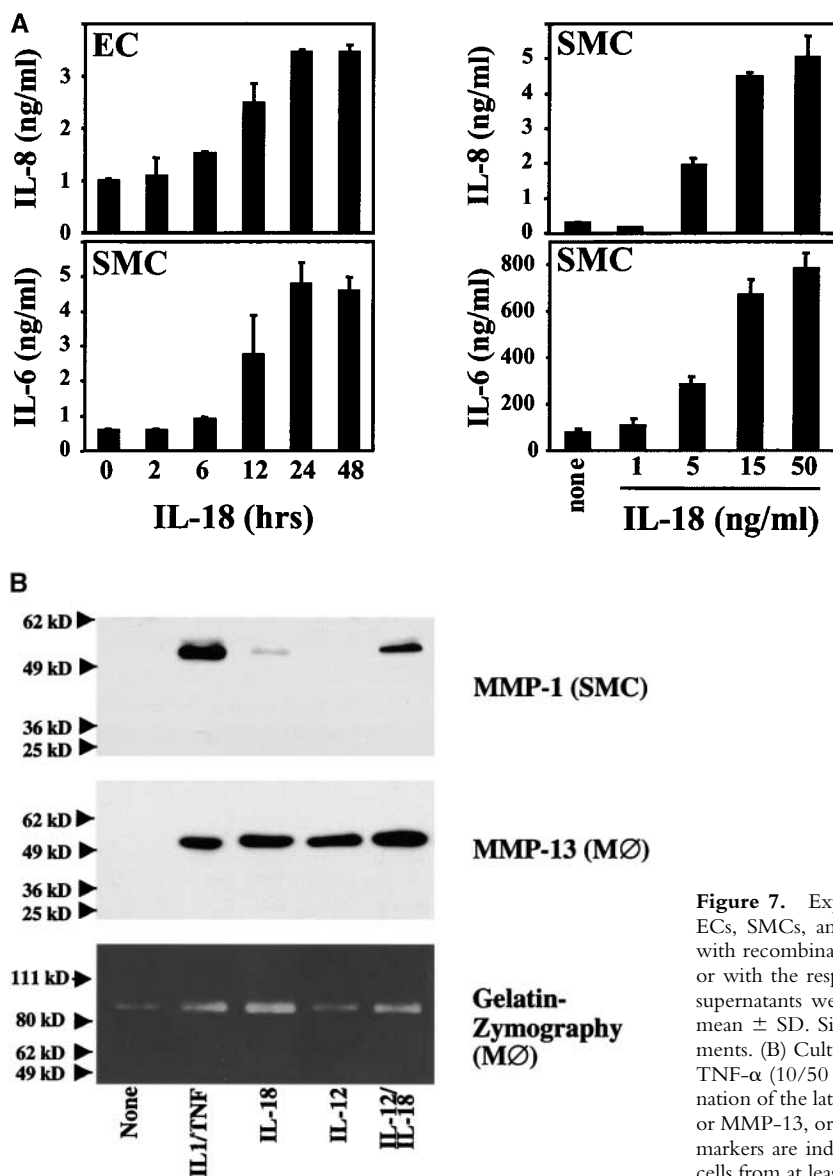 A
EC
IL-8 (ng/ml)
3
2
1
0
SMC
IL-6 (ng/ml)
5
4
3
2
1
0
0 2 6 12 24 48
IL-18 (hrs)
SMC
IL-8 (ng/ml)
5
4
3
2
1
0
SMC
IL-6 (ng/ml)
800
600
400
200
0
none 1 5 15 50
IL-18 (ng/ml)
B
62 kD
49 kD
36 kD
25 kD
MMP-1 (SMC)
62 kD
49 kD
36 kD
25 kD
MMP-13 (MØ)
111 kD
80 kD
62 kD
49 kD
Gelatin-
Zymography
(MØ)
None
IL1/TNF
IL-18
IL-12
IL-12/
IL-18
Figure 7. Exp
ECs, SMCs, an
with recombina
or with the resp
supernatants we
mean ± SD. Si
ments. (B) Cult
TNF-α (10/50
nation of the lat
or MMP-13, or
markers are ind
cells from at leas